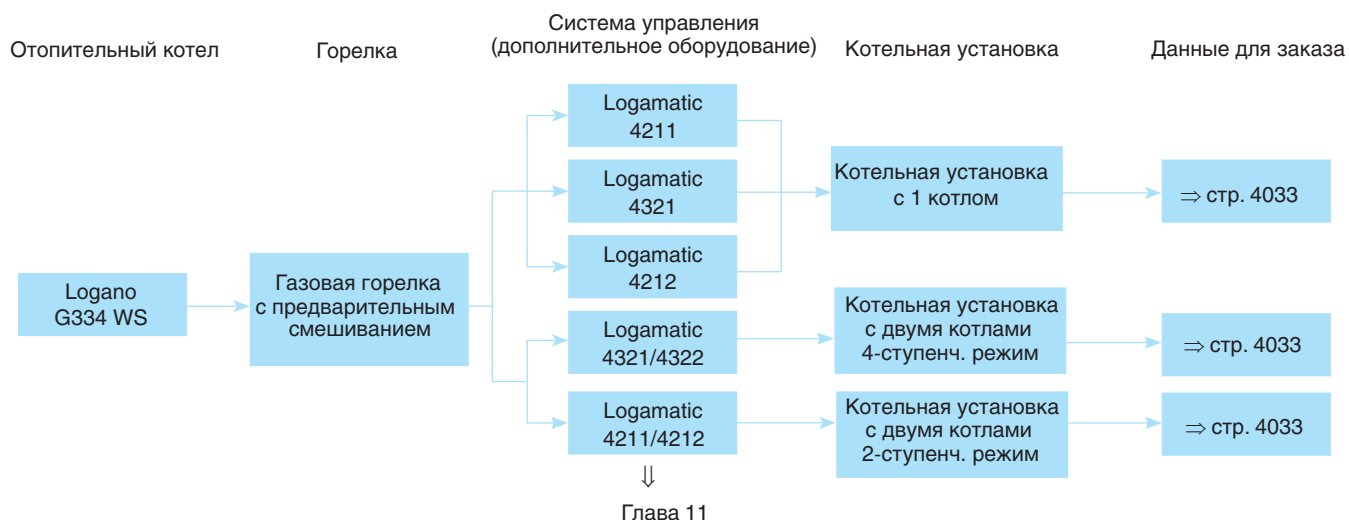 Отопительный котел
Горелка
Система управления
(дополнительное оборудование)
Котельная установка
Данные для заказа
Logano
G334 WS
Газовая горелка
с предварительным
смешиванием
Logamatic
4211
Logamatic
4321
Logamatic
4212
Logamatic
4321/4322
Logamatic
4211/4212
⇓
Глава 11
Котельная установка
с 1 котлом
Котельная установка
с двумя котлами
4-ступенч. режим
Котельная установка
с двумя котлами
2-ступенч. режим
⇒ стр. 4033
⇒ стр. 4033
⇒ стр. 4033